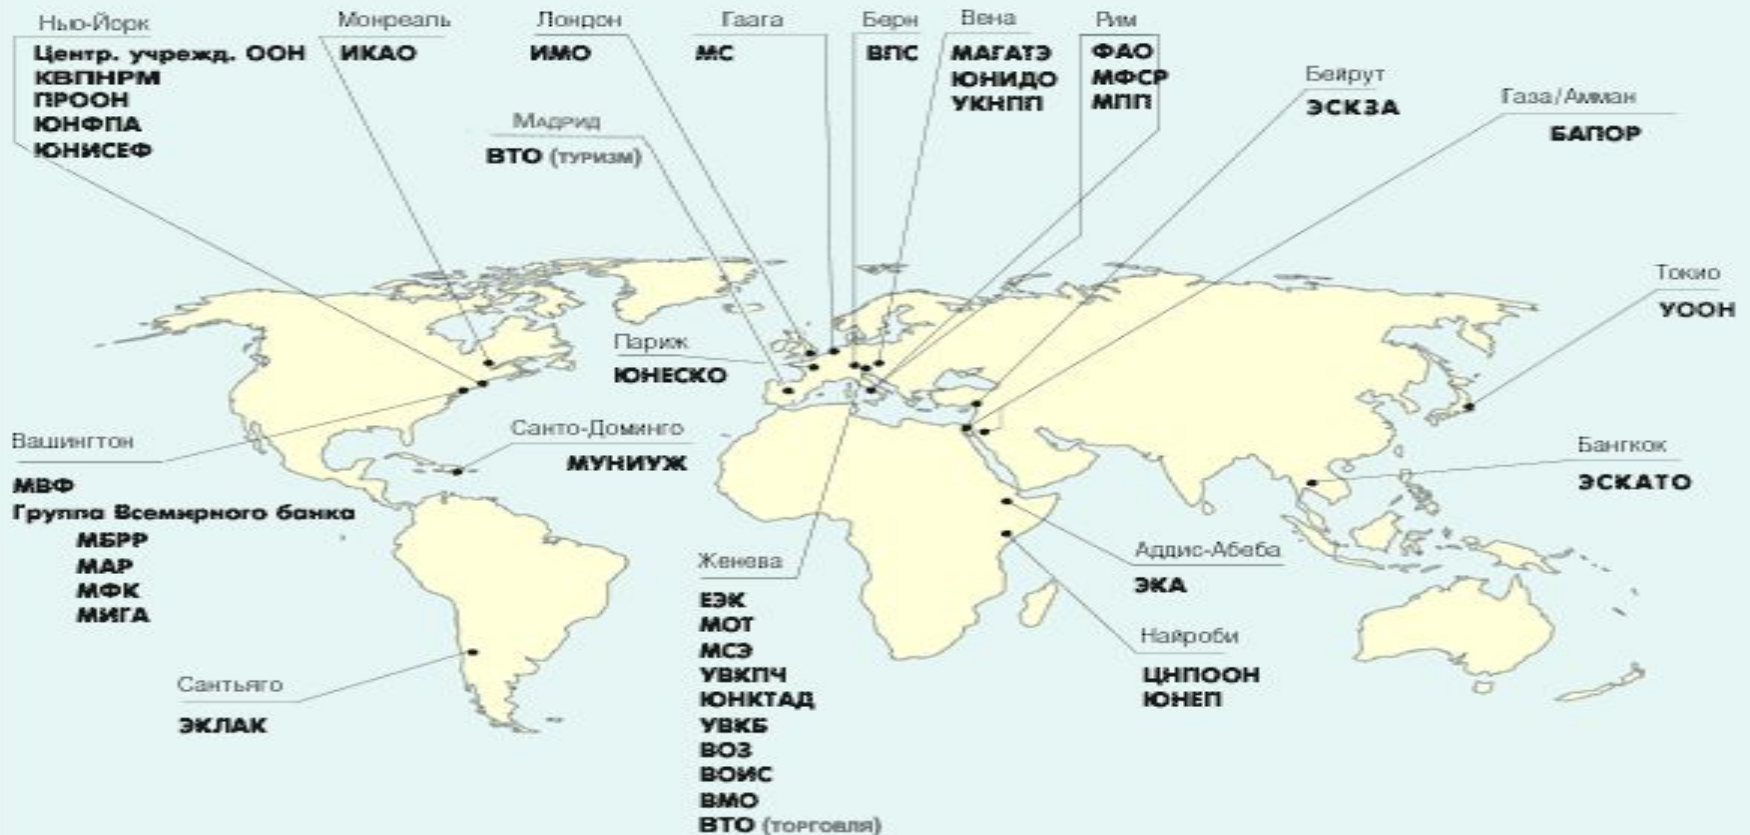 Нью-Йорк
Центр. учрежд. ООН
КВПНРМ
ПРООН
ЮНФПА
ЮНИСЕФ
Монреаль
ИКАО
Лондон
ИМО
Гаага
МС
Берн
ВПС
Вена
МАГАТЭ
ЮНИДО
УКНПП
Рим
ФАО
МФСР
МПП
Бейрут
ЭСКЗА
Газа/Амман
БАПОР
Мадрид
ВТО (туризм)
Токио
УООН
Париж
ЮНЕСКО
Вашингтон
МВФ
Группа Всемирного банка
МБРР
МАР
МФК
МИГА
Санто-Доминго
МУНИУЖ
Бангкок
ЭСКАТО
Женева
ЕЭК
МОТ
МСЭ
УВКПЧ
ЮНКТАД
УВКБ
ВОЗ
ВОИС
ВМО
ВТО (торговля)
Аддис-Абеба
ЭКА
Найроби
ЦНПООН
ЮНЕП
Сантьяго
ЭКЛАК